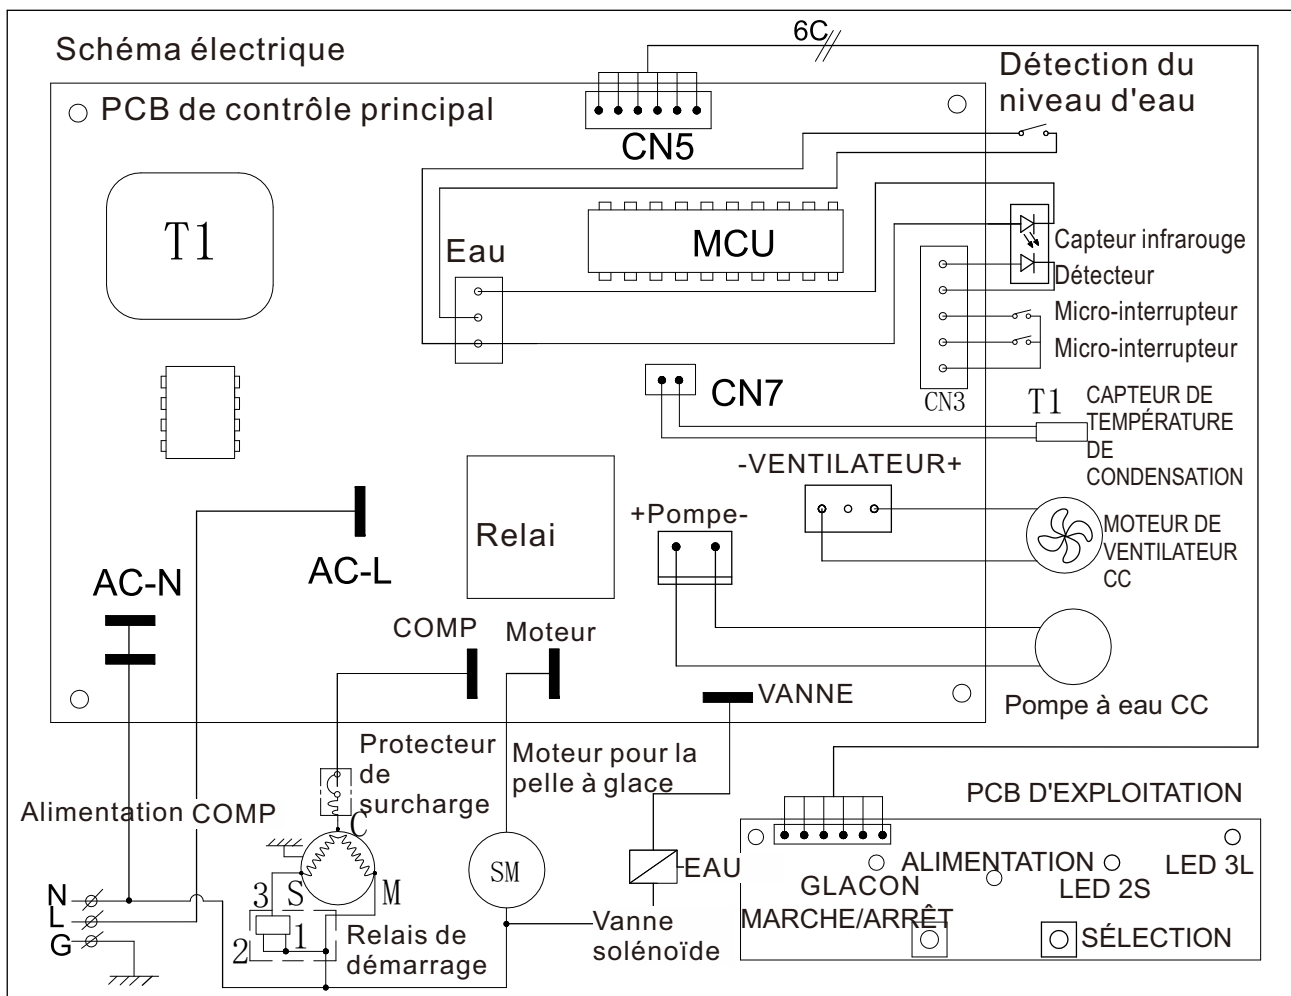 Schéma électrique
6C
Détection du
niveau d'eau
PCB de contrôle principal
CN5
T1
MCU
Eau
Capteur infrarouge
Détecteur
Micro-interrupteur
Micro-interrupteur
CN7
CN3
T1
CAPTEUR DE
TEMPÉRATURE
DE
CONDENSATION
-VENTILATEUR+
+Pompe-
Relai
MOTEUR DE
VENTILATEUR
CC
AC-N
AC-L
COMP
Moteur
VANNE
Pompe à eau CC
Protecteur
de
surcharge
Moteur pour la
pelle à glace
PCB D'EXPLOITATION
Alimentation
COMP
C
S
M
SM
EAU
ALIMENTATION
LED 3L
GLACON
LED 2S
MARCHE/ARRÊT
SÉLECTION
N
L
G
3
2
1
Relais de
démarrage
Vanne
solénoïde